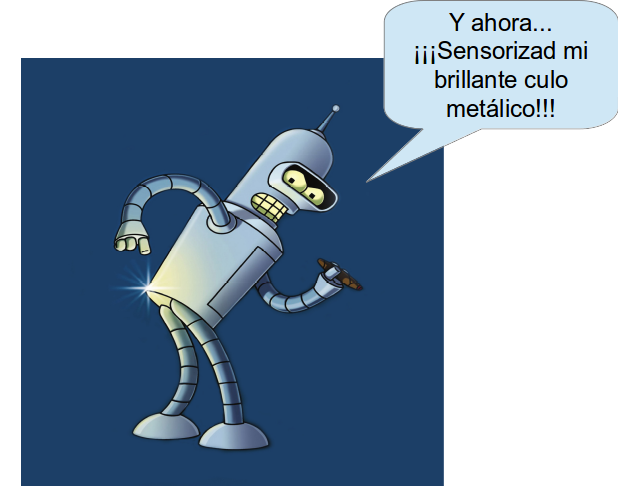 Y ahora...
¡¡¡Sensorizad mi
brillante culo
metálico!!!